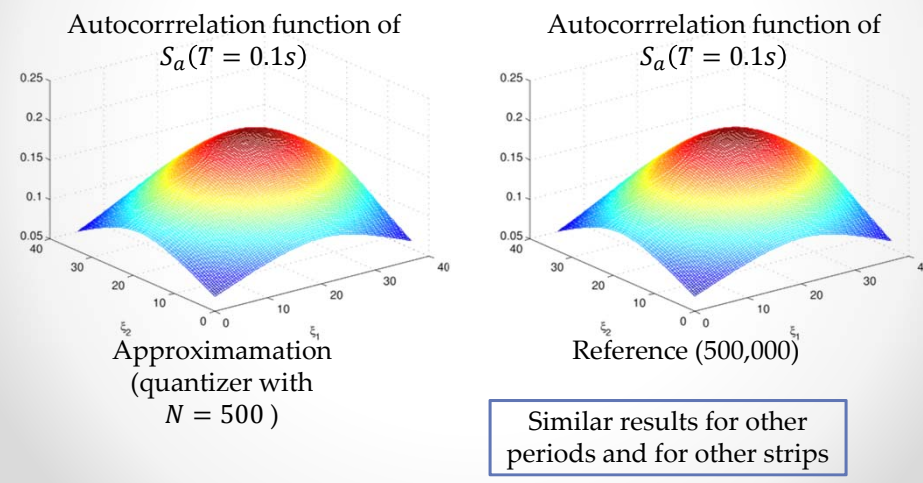 Autocorrrelation function of
𝑆𝑎(𝑇 = 0.1𝑠)
0.25
0.2
0.15
0.1
0.05
40
30
20
10
0
0
10
20
30
40
ξ2
ξ1
Approximamation
(quantizer with
𝑁 = 500 )
Autocorrrelation function of
𝑆𝑎(𝑇 = 0.1𝑠)
0.25
0.2
0.15
0.1
0.05
40
30
20
10
0
0
10
20
30
4
ξ2
ξ1
Reference (500,000)
Similar results for other
periods and for other strips